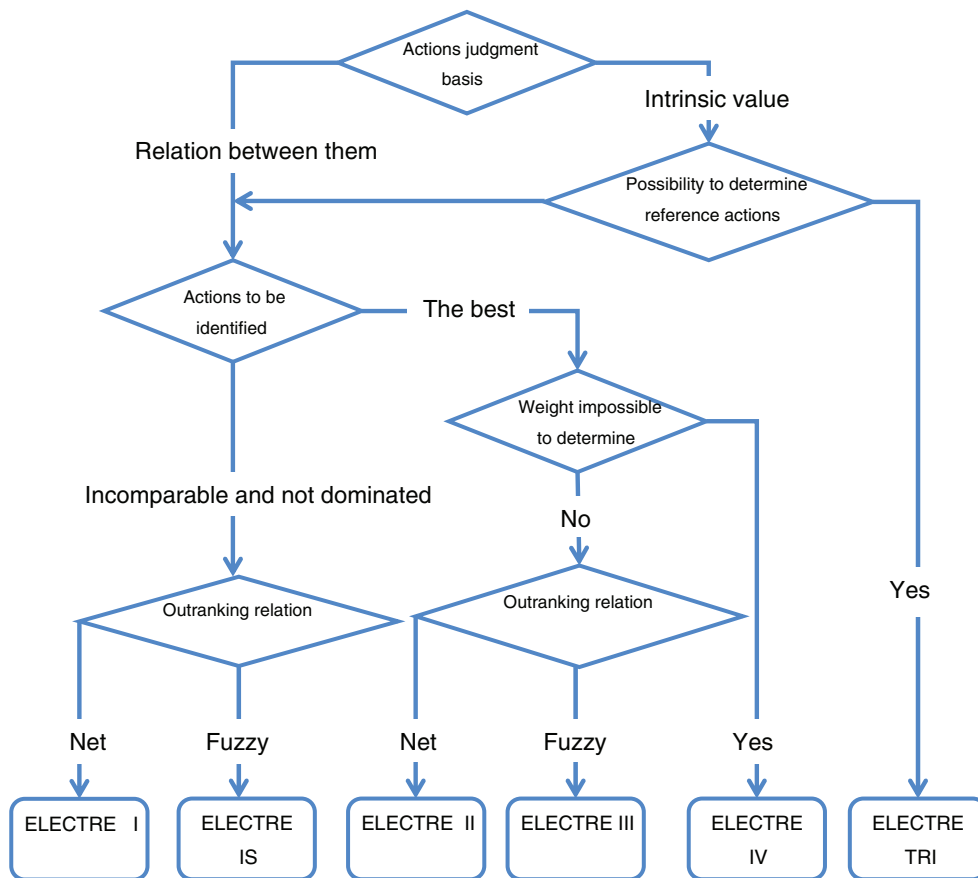 Actions judgment
basis
Intrinsic value
Relation between them
Possibility to determine
reference actions
Actions to be
identified
The best
Weight impossible
to determine
Incomparable and not dominated
No
Yes
Outranking relation
Outranking relation
Net
Fuzzy
Net
Fuzzy
Yes
ELECTRE I
ELECTRE
IS
ELECTRE II
ELECTRE III
ELECTRE
IV
ELECTRE
TRI